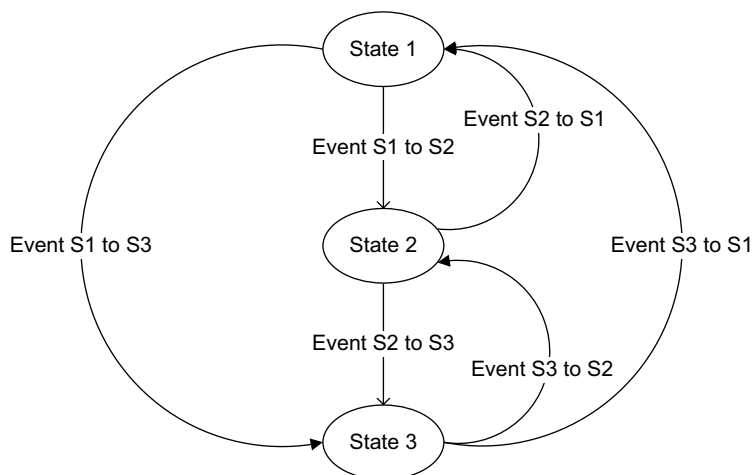 State 1
Event S2 to S1
Event S1 to S2
Event S1 to S3
State 2
Event S3 to S1
Event S2 to S3
Event S3 to S2
State 3